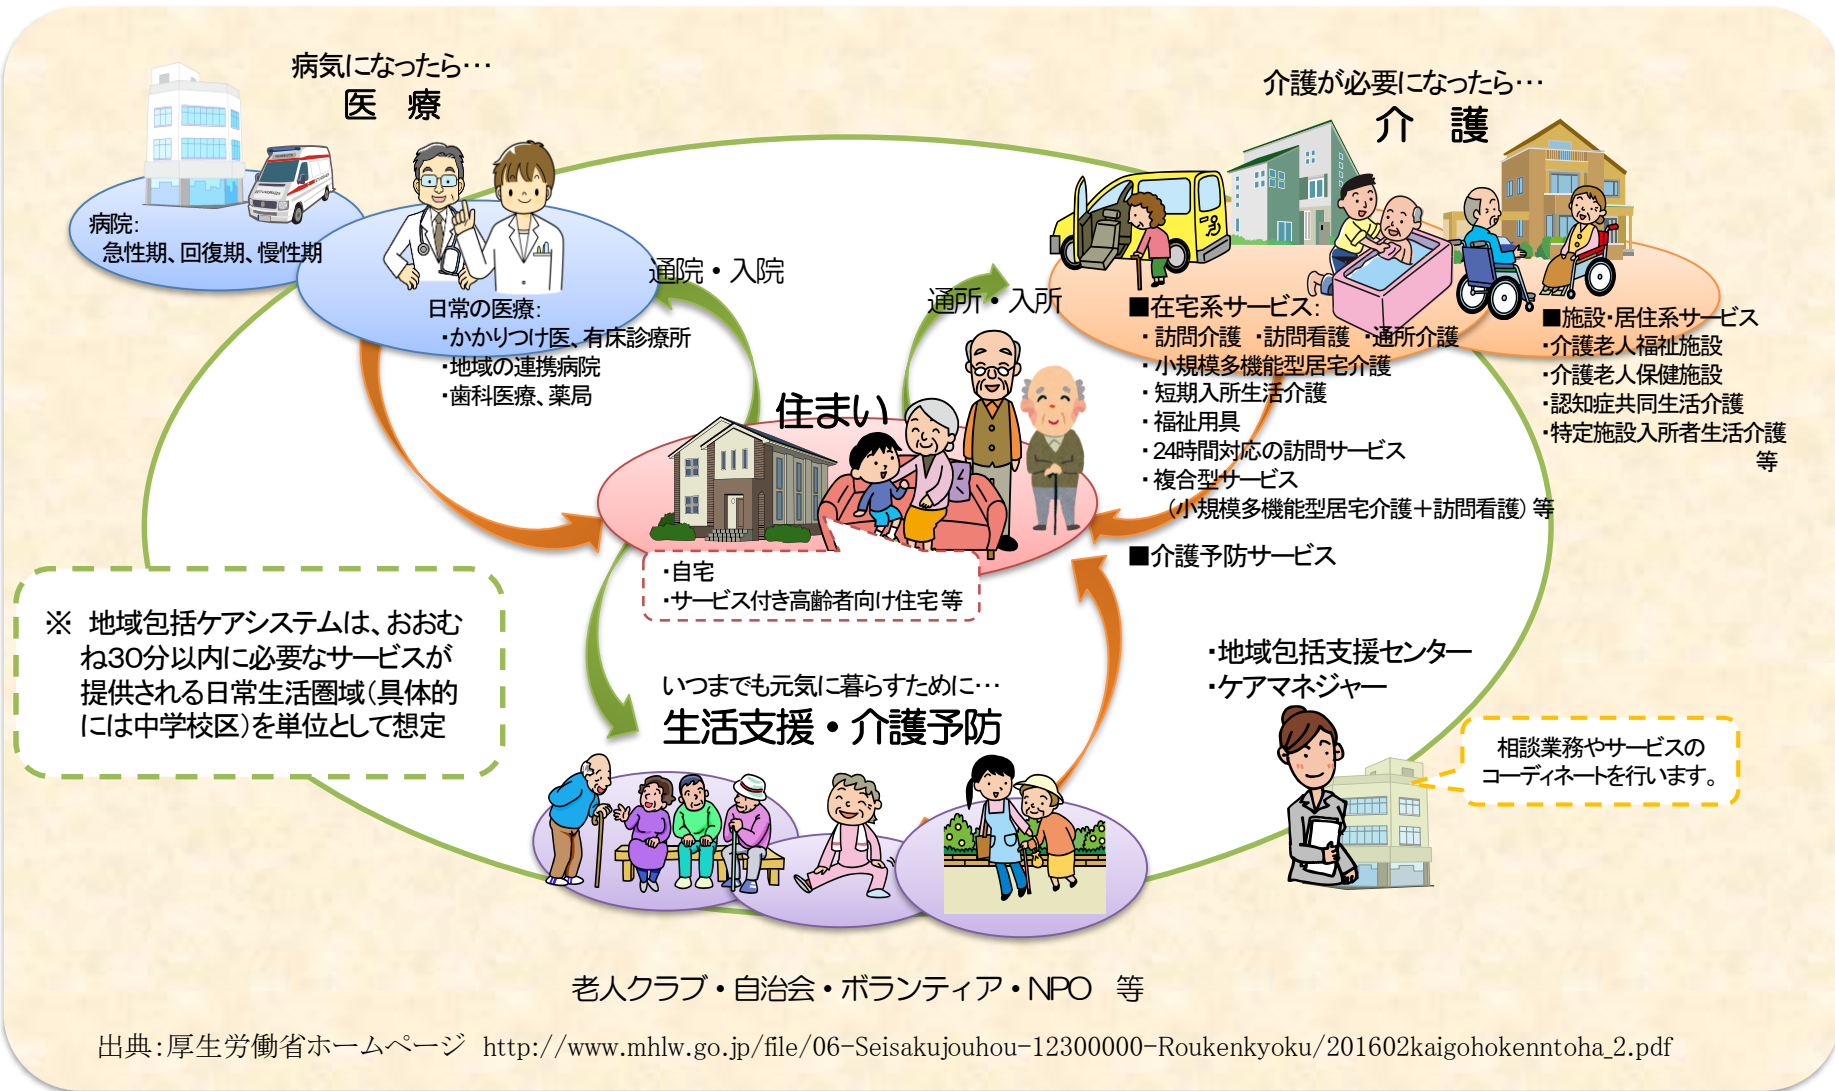 病気になったら…
医 療
病院:
急性期、回復期、慢性期
日常の医療:
・かかりつけ医、有床診療所
・地域の連携病院
・歯科医療、薬局
通院・入院
通所・入所
介護が必要になったら…
介 護
■在宅系サービス:
・訪問介護 ・訪問看護 ・通所介護
・小規模多機能型居宅介護
・短期入所生活介護
・福祉用具
・24時間対応の訪問サービス
・複合型サービス
(小規模多機能型居宅介護+訪問看護) 等
■介護予防サービス
■施設・居住系サービス
・介護老人福祉施設
・介護老人保健施設
・認知症共同生活介護
・特定施設入所者生活介護
等
住まい
・自宅
・サービス付き高齢者向け住宅 等
※ 地域包括ケアシステムは、おおむ
ね30分以内に必要なサービスが
提供される日常生活圏域(具体的
には中学校区)を単位として想定
いつまでも元気に暮らすために…
生活支援・介護予防
・地域包括支援センター
・ケアマネジャー
相談業務やサービスの
コーディネートを行います。
老人クラブ・自治会・ボランティア・NPO 等
出典:厚生労働省ホームページ http://www.mhlw.go.jp/file/06-Seisakujouhou-12300000-Roukenkyoku/201602kaigohokenntoha_2.pdf